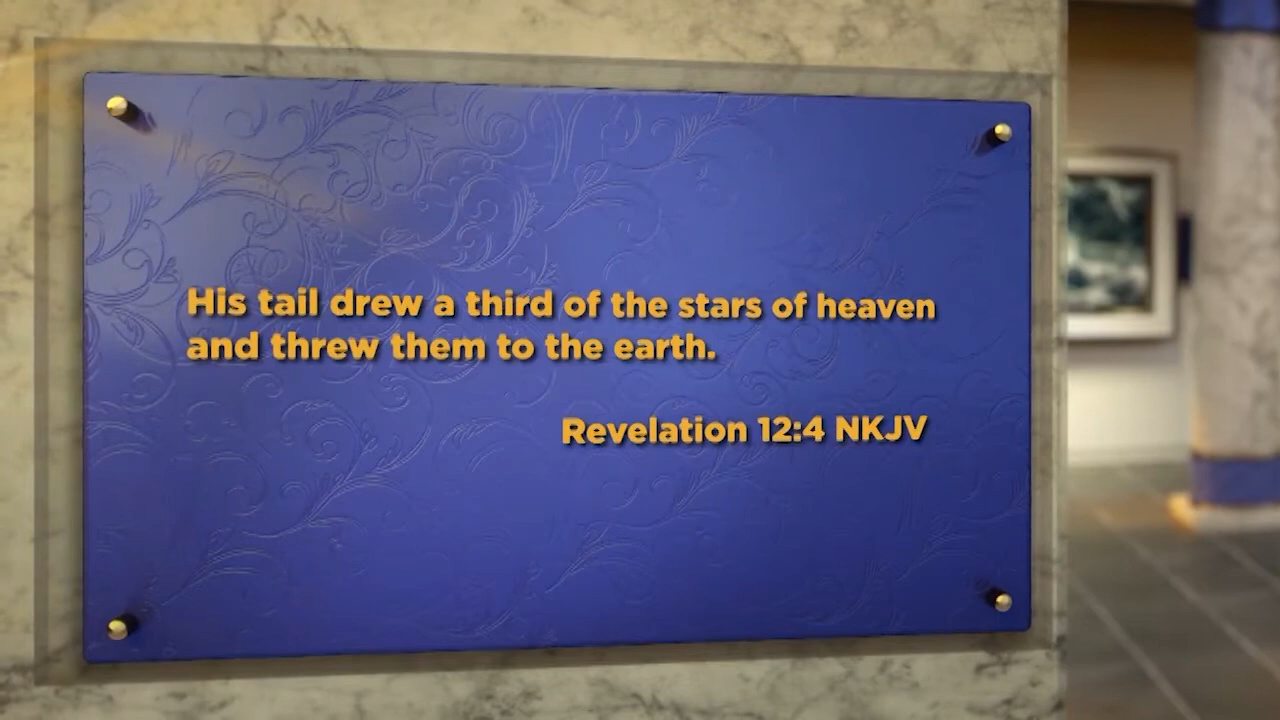 His tail drew a third of the stars of heaven
and threw them to the earth.
Revelation 12:4 NKJV